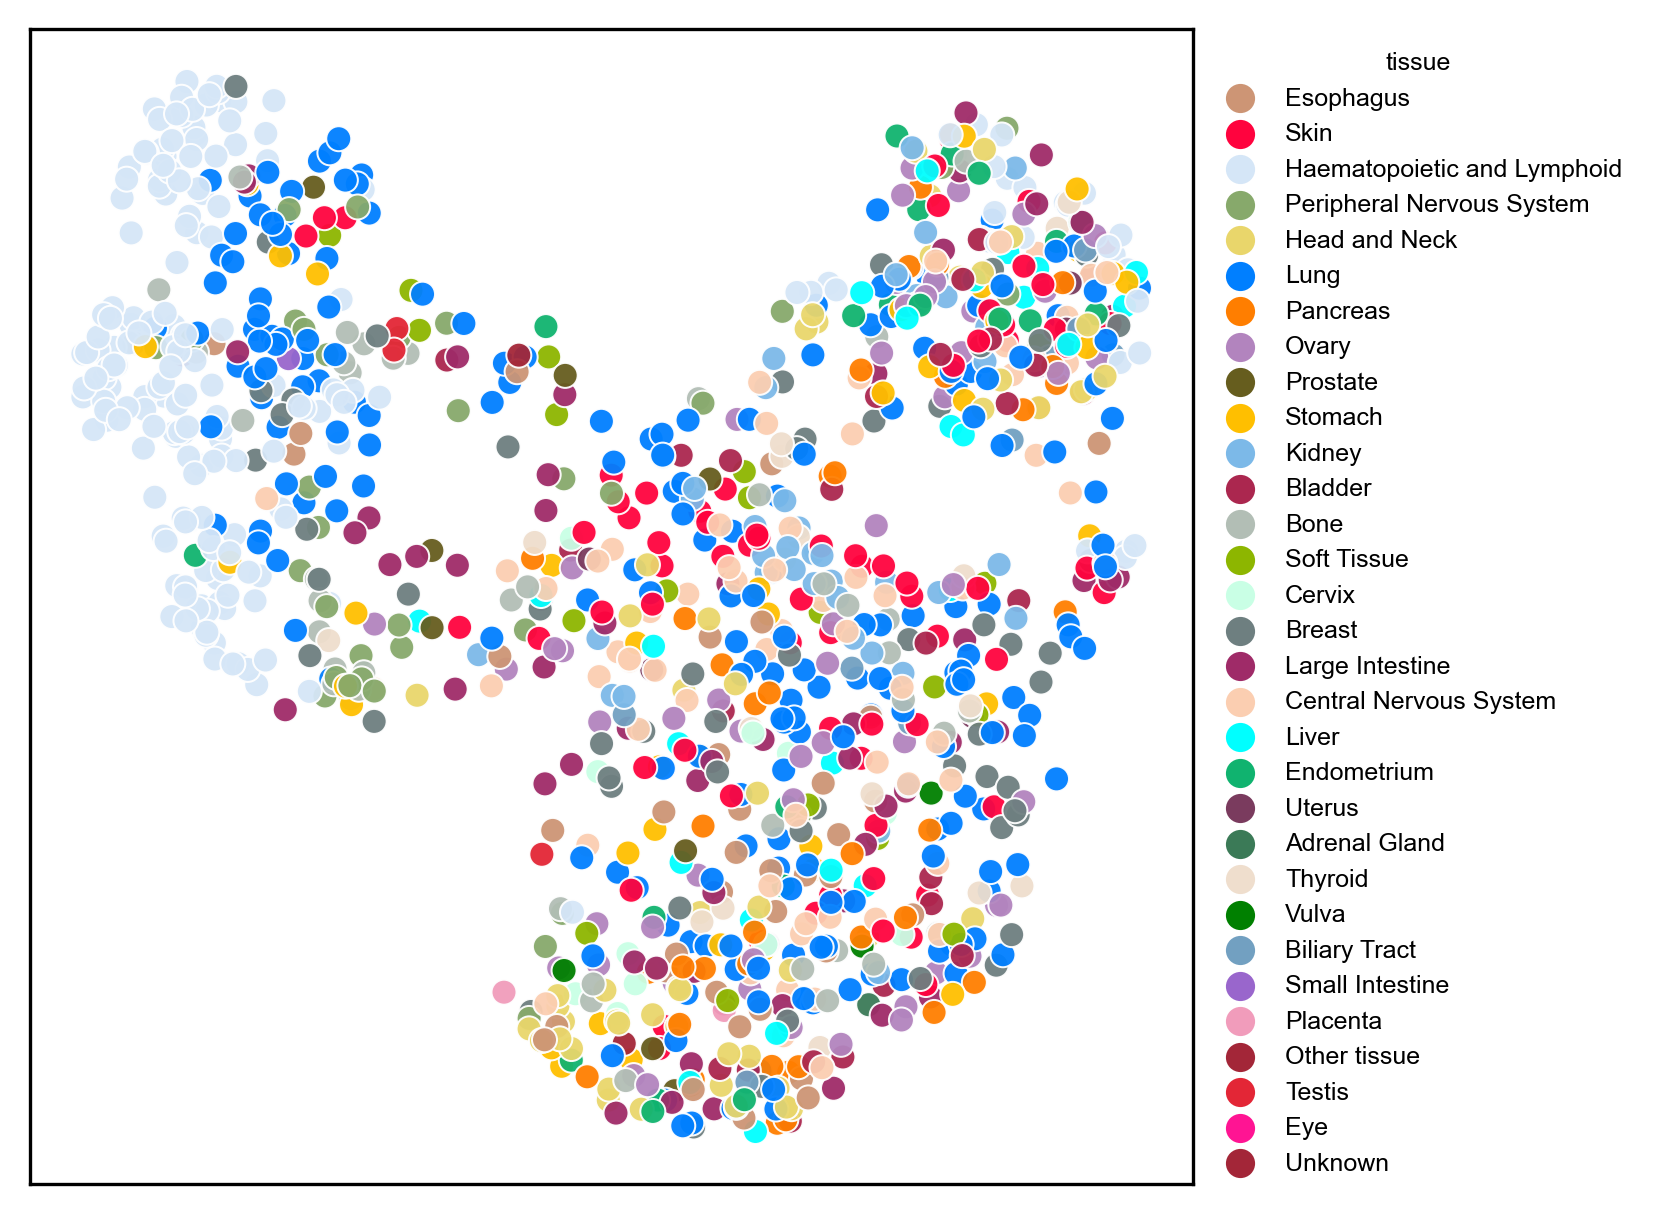 tissue
Esophagus
Skin
Haematopoietic and Lymphoid
Peripheral Nervous System
Head and Neck
Lung
Pancreas
Ovary
Prostate
Stomach
Kidney
Bladder
Bone
Soft Tissue
Cervix
Breast
Large Intestine
Central Nervous System
Liver
Endometrium
Uterus
Adrenal Gland
Thyroid
Vulva
Biliary Tract
Small Intestine
Placenta
Other tissue
Testis
Eye
Unknown